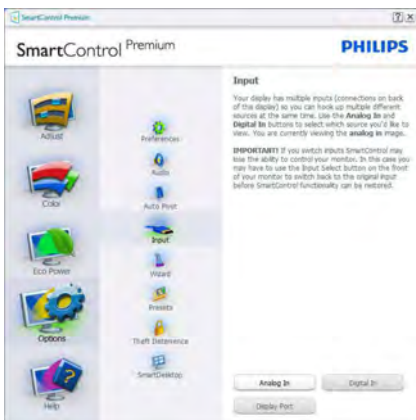 SmartControl Premium
SmartControl Premium
PHILIPS
Adjust
Color
Eco Power
Options
Help
Preferences
Audio
Auto Pivot
Input
Wizard
Presets
Theft Deterrence
SmartDesktop
Input
Your display has multiple inputs (connections on back
of this display) so you can hook up multiple different
sources at the same time. Use the Analog In and
Digital In buttons to select which source you'd like to
view. You are currently viewing the analog in image.
IMPORTANT! If you switch inputs SmartControl may
lose the ability to control your monitor. In this case you
may have to use the Input Select button on the front
of your monitor to switch back to the original input
before SmartControl functionality can be restored.
Analog In
Digital In
Display Port